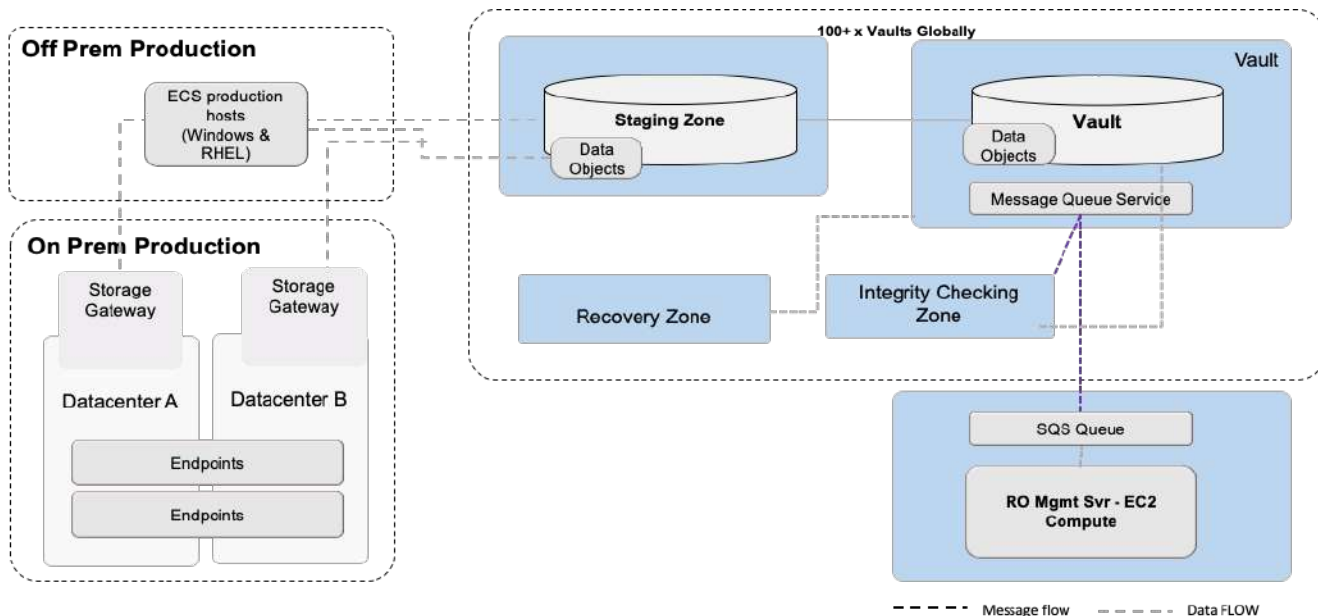 Off Prem Production
ECS production
hosts
(Windows &
RHEL)
On Prem Production
Storage
Gateway
Storage
Gateway
Datacenter A
Datacenter B
Endpoints
Endpoints
100+ x Vaults Globally
Staging Zone
Data
Objects
Vault
Vault
Data
Objects
Message Queue Service
Recovery Zone
Integrity Checking
Zone
SQS Queue
RO Mgmt Svr - EC2
Compute
Message flow
Data FLOW